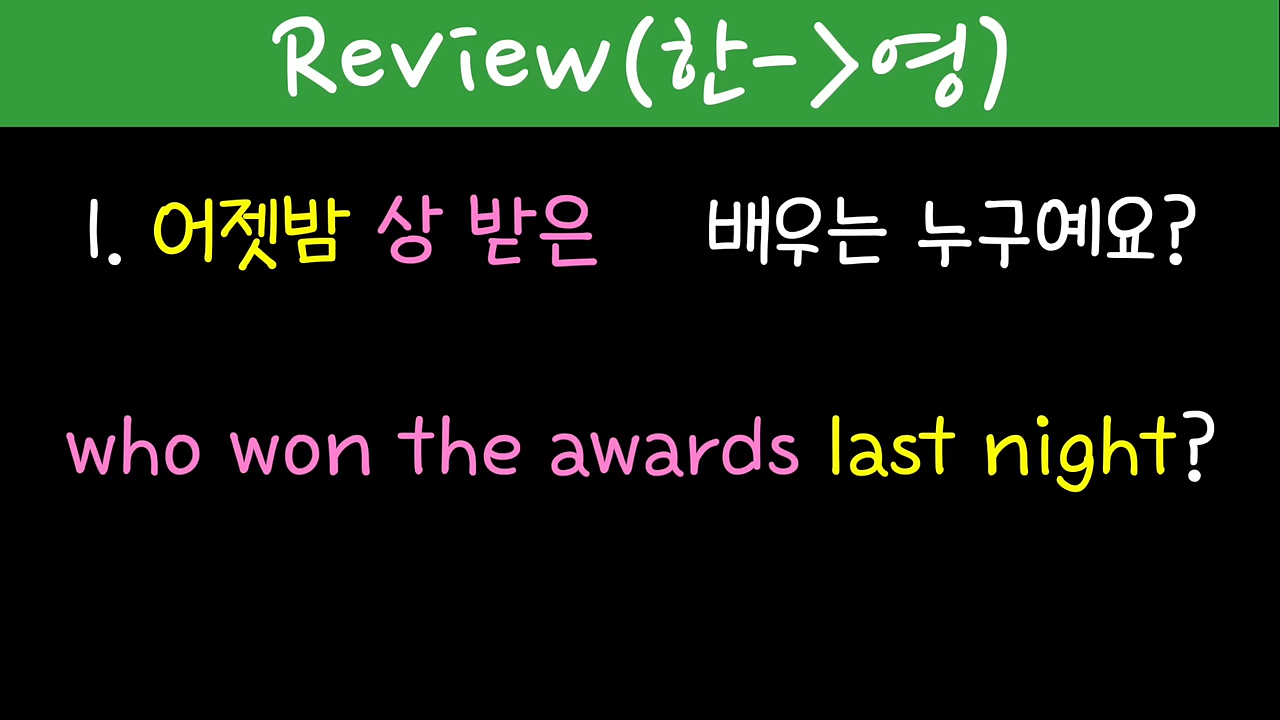 Review(한->영)
1. 어젯밤 상 받은 배우는 누구예요?
who won the awards last night?